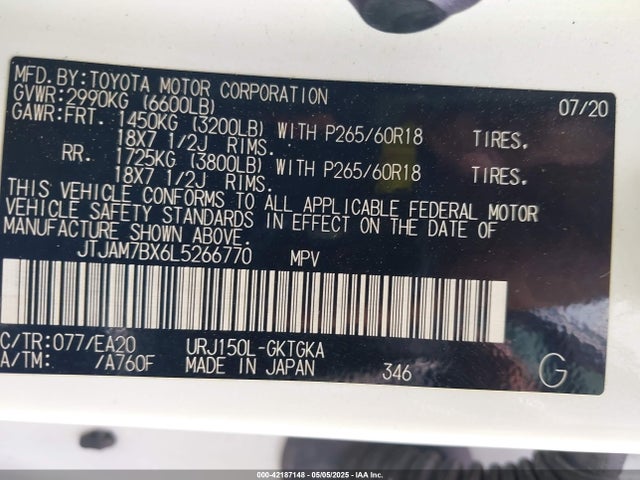 MFD.BY:TOYOTA MOTOR CORPORATION 07/20
GVWR:2990KG (6600LB)
GAWR:FRT. 1450KG (3200LB) WITH P265/60R18 TIRES.
18X7 1/2J RIMS.
RR. 1725KG (3800LB) WITH P265/60R18 TIRES.
18X7 1/2J RIMS.
THIS VEHICLE CONFORMS TO ALL APPLICABLE FEDERAL MOTOR
VEHICLE SAFETY STANDARDS IN EFFECT ON THE DATE OF
MANUFACTURE SHOWN ABOVE.
JTJAM7BX6L5266770 MPV
C/TR:077/EA20 URJ150L-GKTGKA
A/TM: /A760F MADE IN JAPAN 346 G
000-42187148 - 05/05/2025 - IAA Inc.